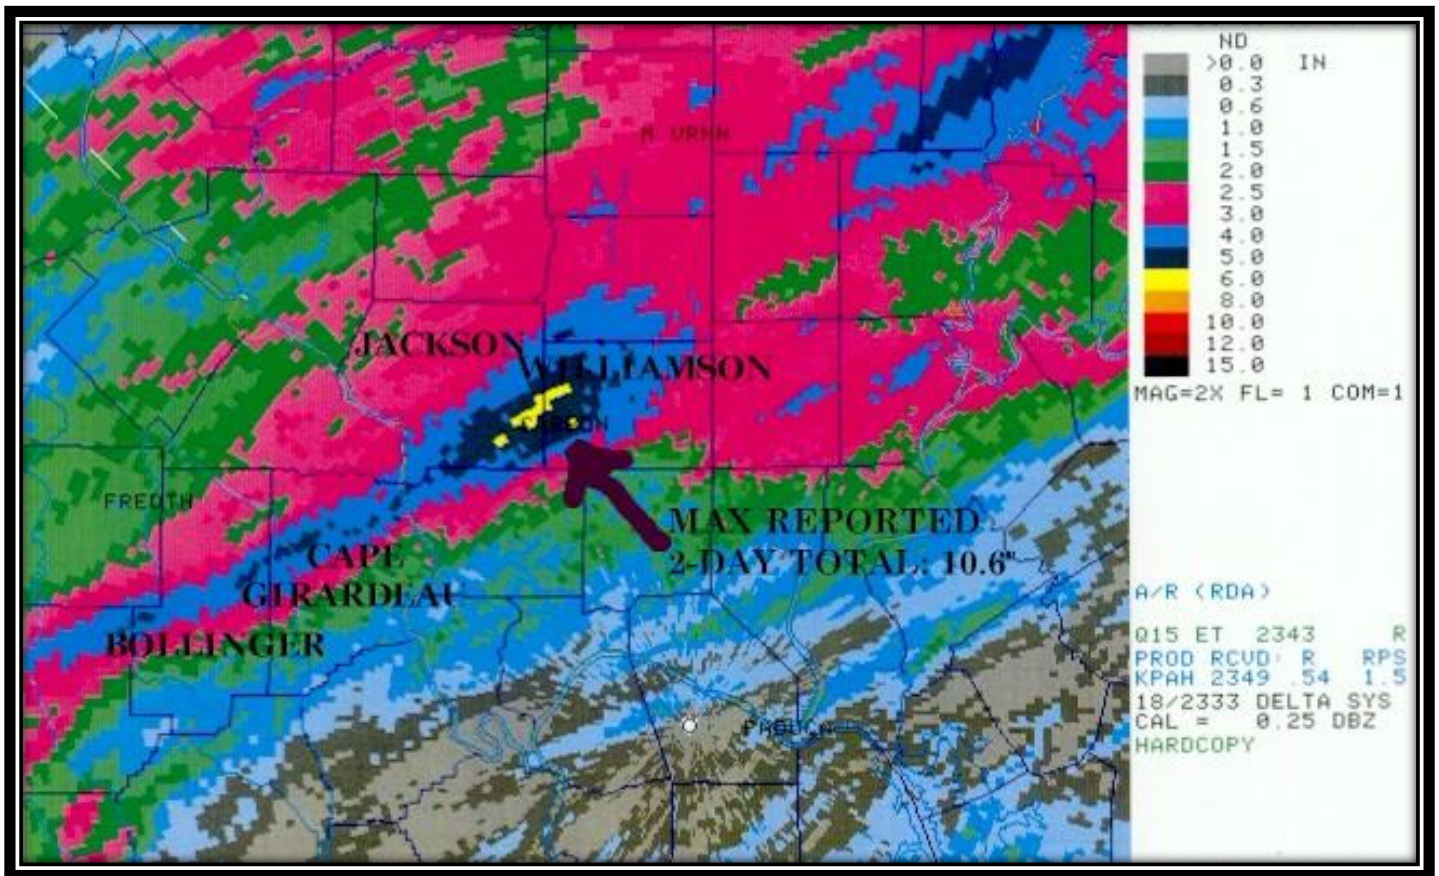 ND
>0.0 IN
0.3
0.6
1.0
1.5
2.0
2.5
3.0
4.0
5.0
6.0
8.0
10.0
12.0
15.0
MAG=2X FL= 1 COM=1
JACKSON
WILLIAMSON
FREDTH
MAX REPORTED
2-DAY TOTAL: 10.6"
CAPE
GIRARDEAU
BOLLINGER
A/R (RDA)
Q15 ET 2343 R
PROD RCVD: R RPS
KPAH 2349 .54 1.5
18/2333 DELTA SYS
CAL = 0.25 DBZ
HARDCOPY